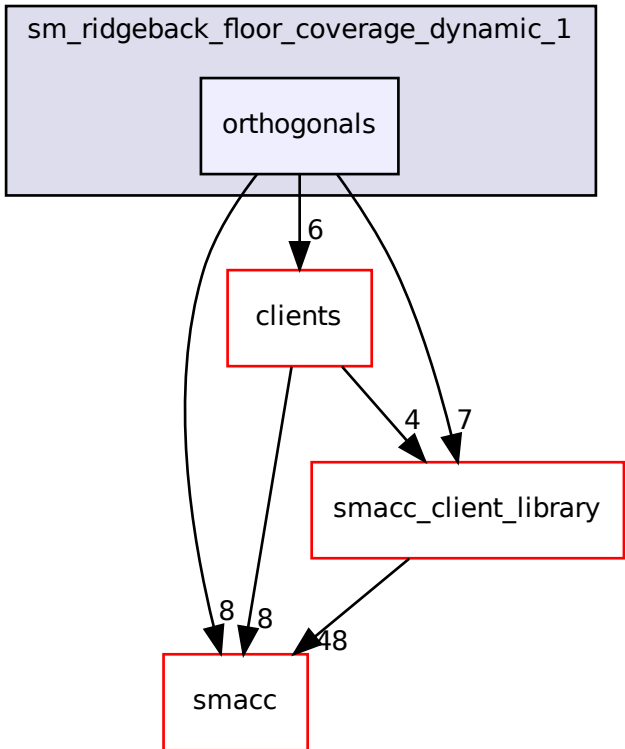 sm_ridgeback_floor_coverage_dynamic_1
orthogonals
6
clients
4
7
smacc_client_library
8
8
48
smacc